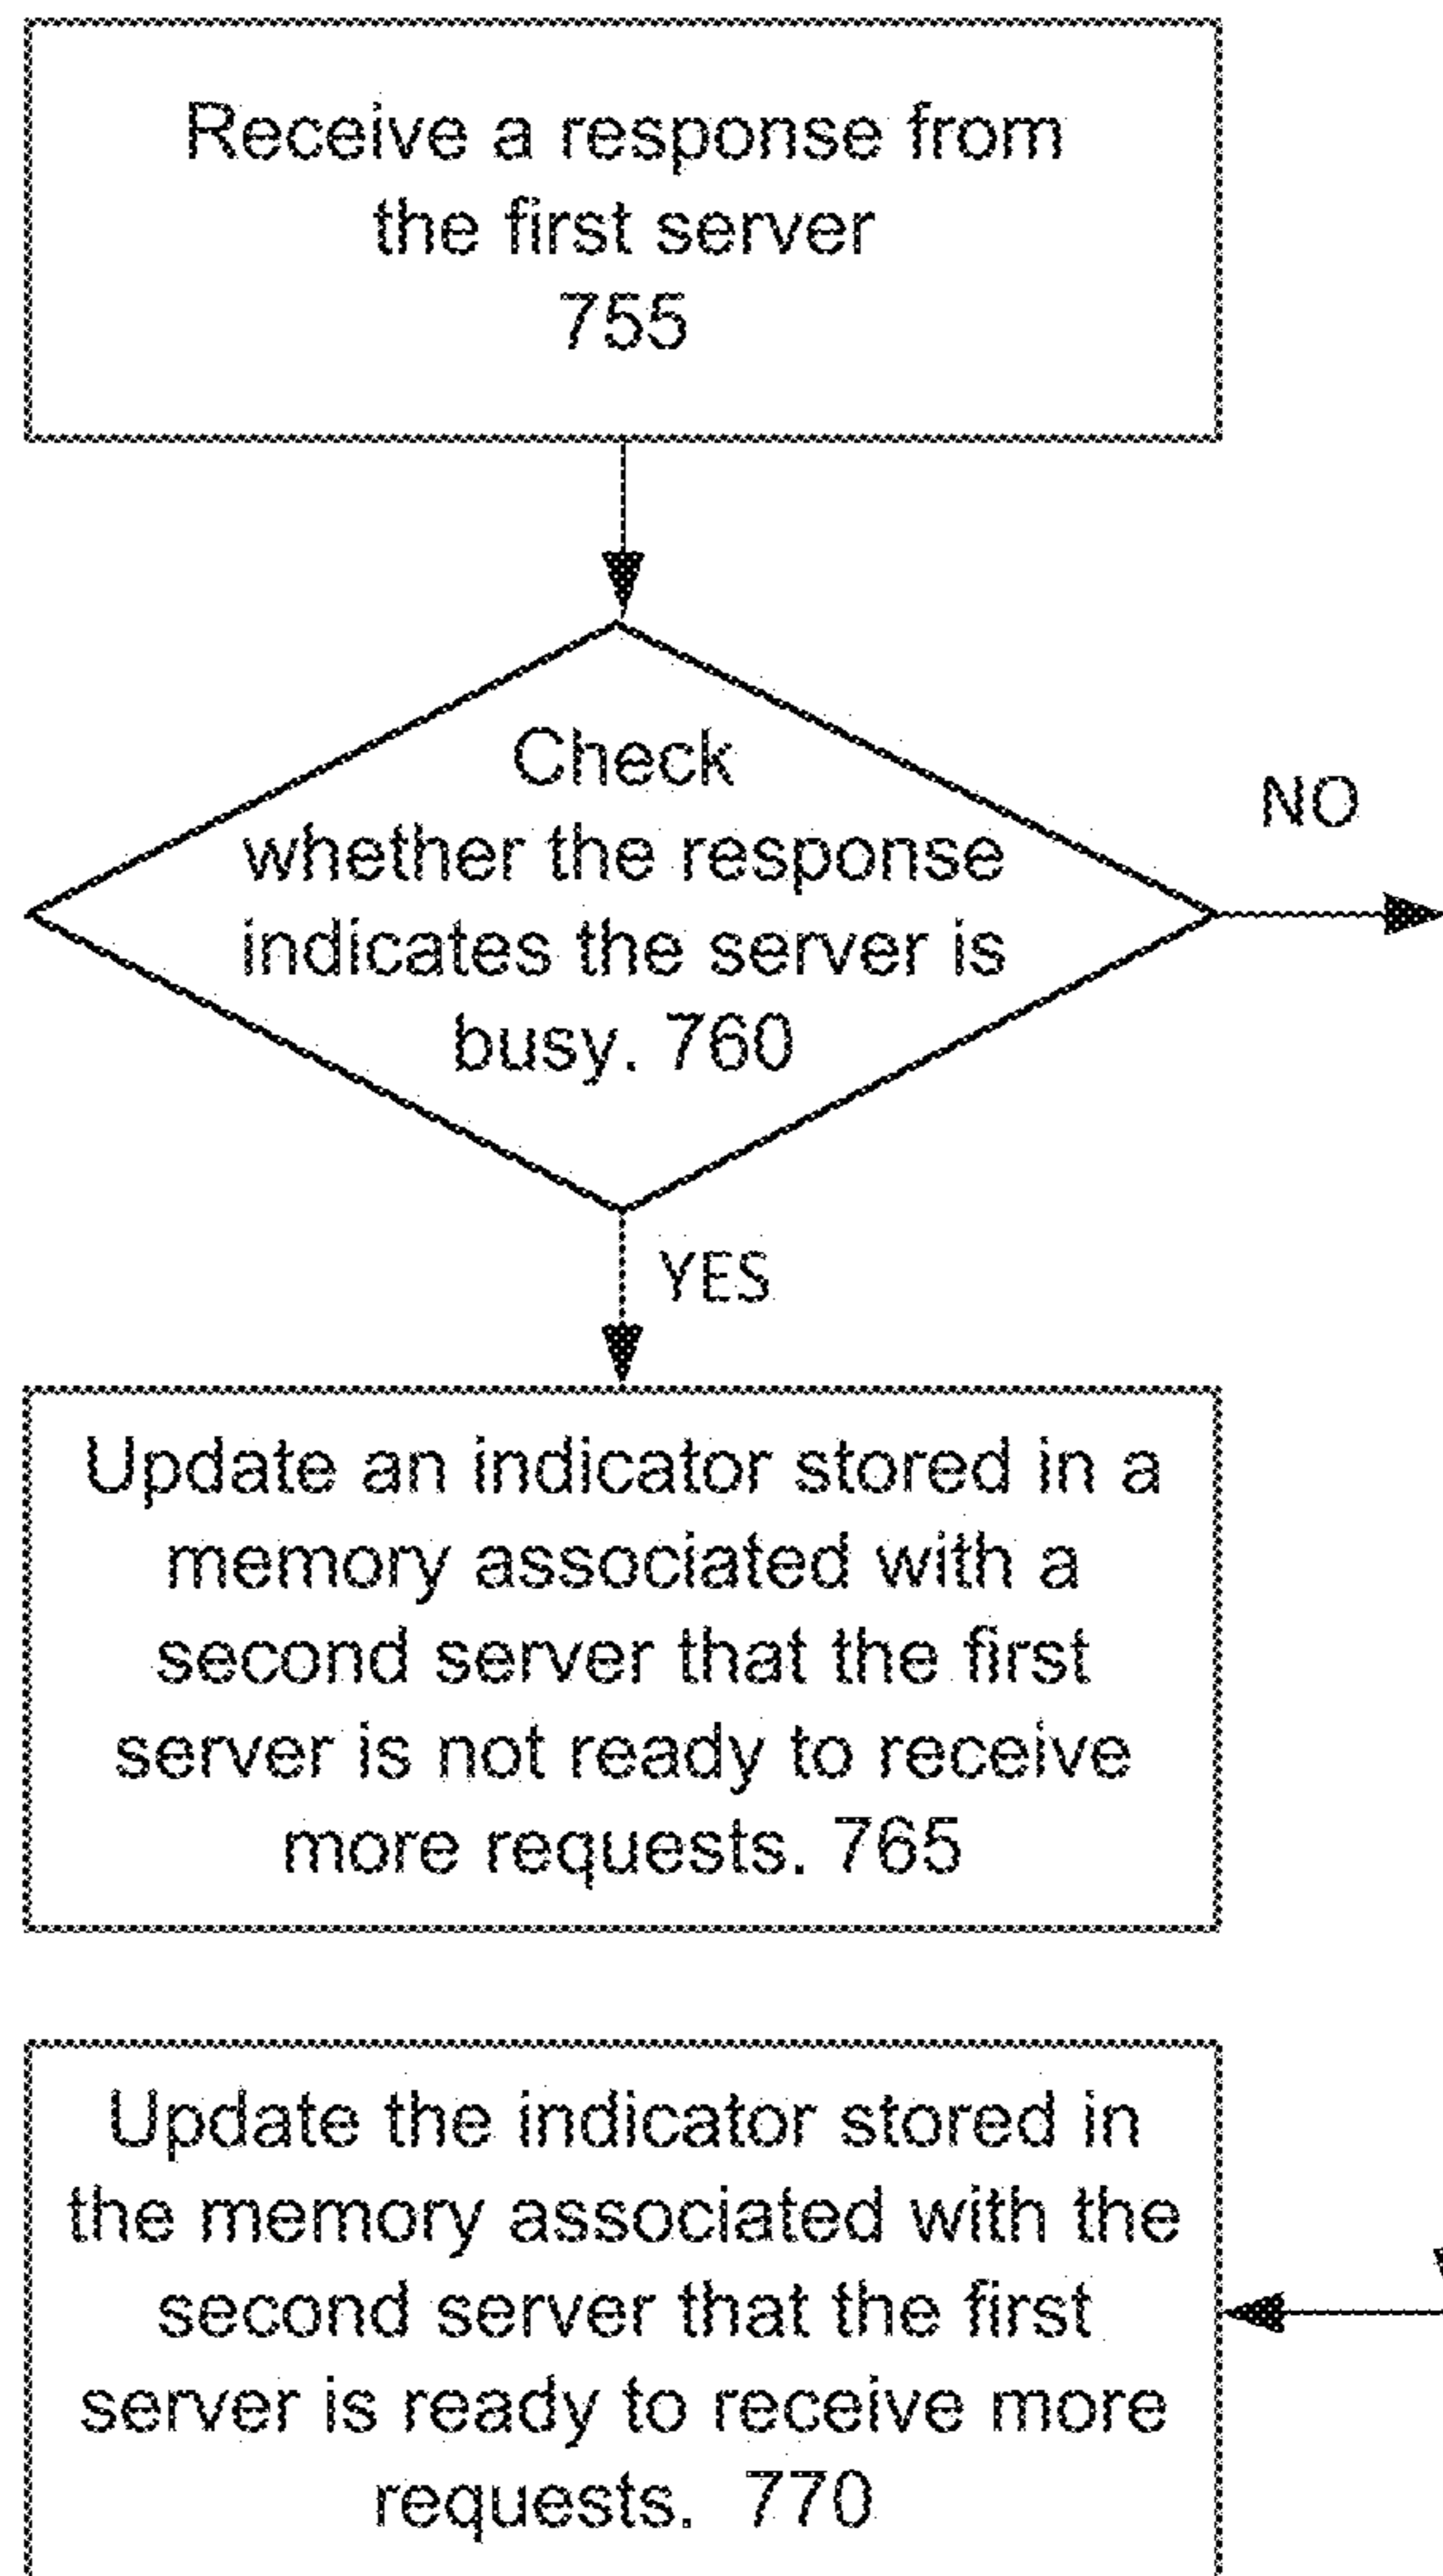 Receive a response from
the first server
755
Check
whether the response
indicates the server is
busy. 760
NO
YES
Update an indicator stored in a
memory associated with a
second server that the first
server is not ready to receive
more requests. 765
Update the indicator stored in
the memory associated with the
second server that the first
server is ready to receive more
requests. 770